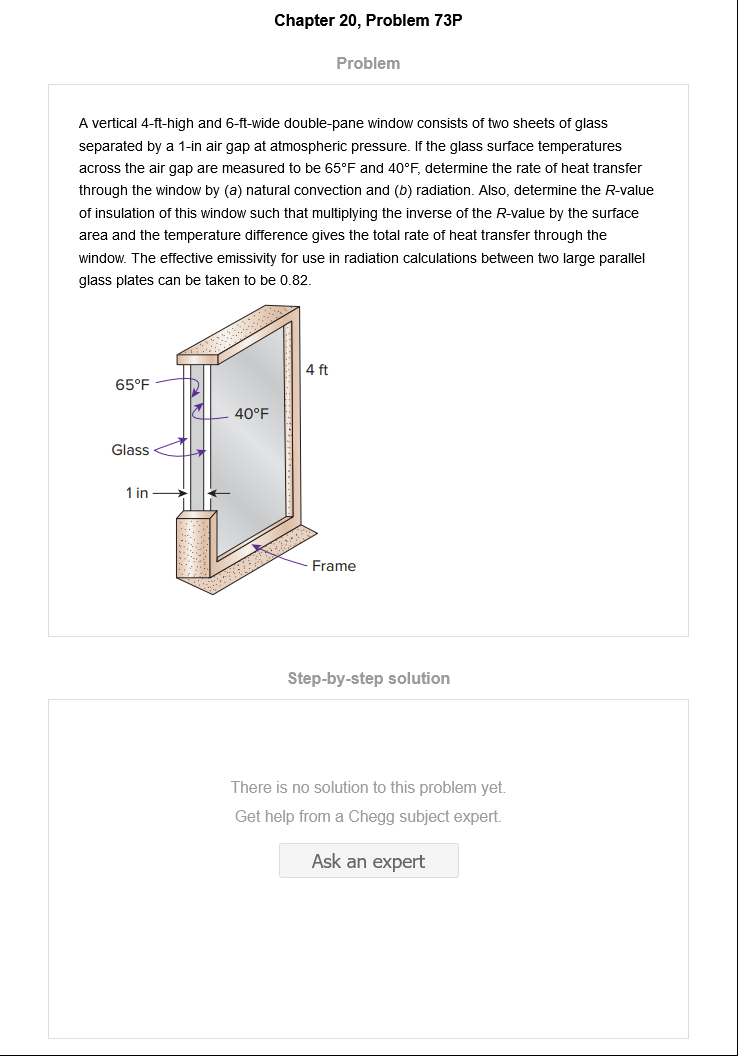 Chapter 20, Problem 73P
Problem
A vertical 4-ft-high and 6-ft-wide double-pane window consists of two sheets of glass
separated by a 1-in air gap at atmospheric pressure. If the glass surface temperatures
across the air gap are measured to be 65°F and 40°F, determine the rate of heat transfer
through the window by (a) natural convection and (b) radiation. Also, determine the R-value
of insulation of this window such that multiplying the inverse of the R-value by the surface
area and the temperature difference gives the total rate of heat transfer through the
window. The effective emissivity for use in radiation calculations between two large parallel
glass plates can be taken to be 0.82.
4 ft
65°F
40°F
Glass
1 in
Frame
Step-by-step solution
There is no solution to this problem yet.
Get help from a Chegg subject expert.
Ask an expert